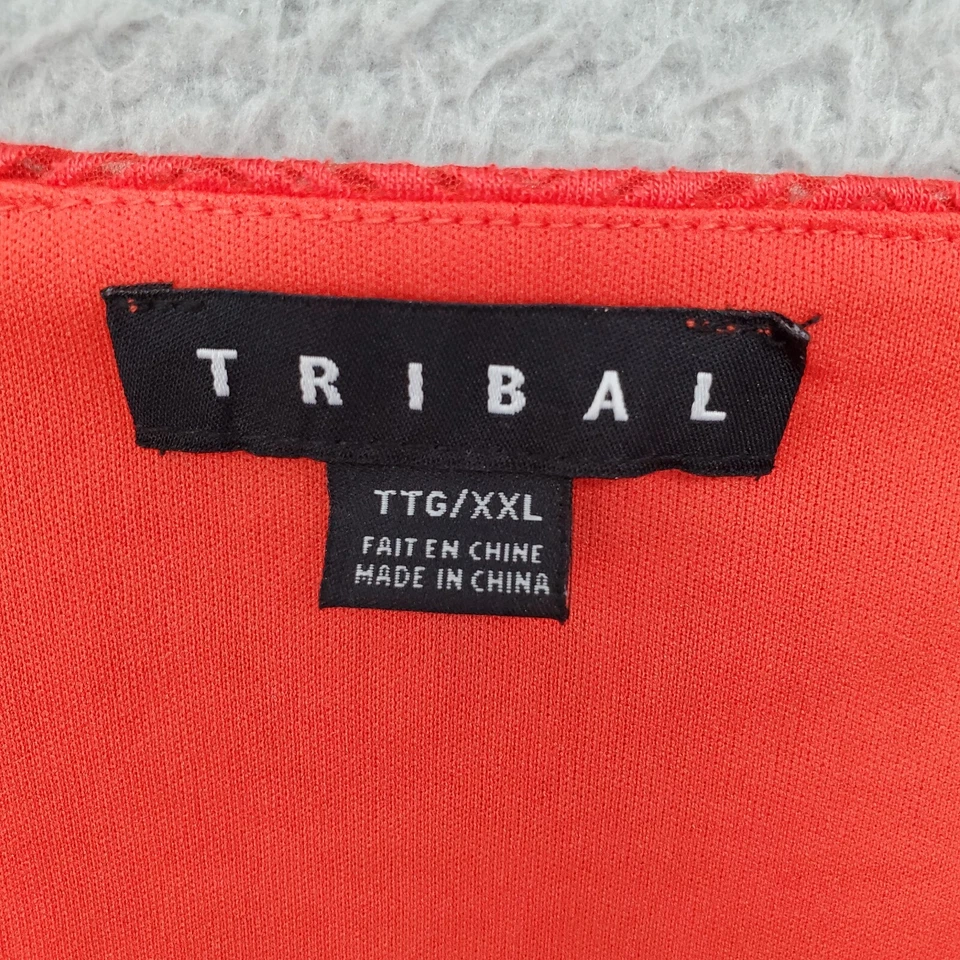 TRIBAL
TTG/XXL
FAIT EN CHINE
MADE IN CHINA